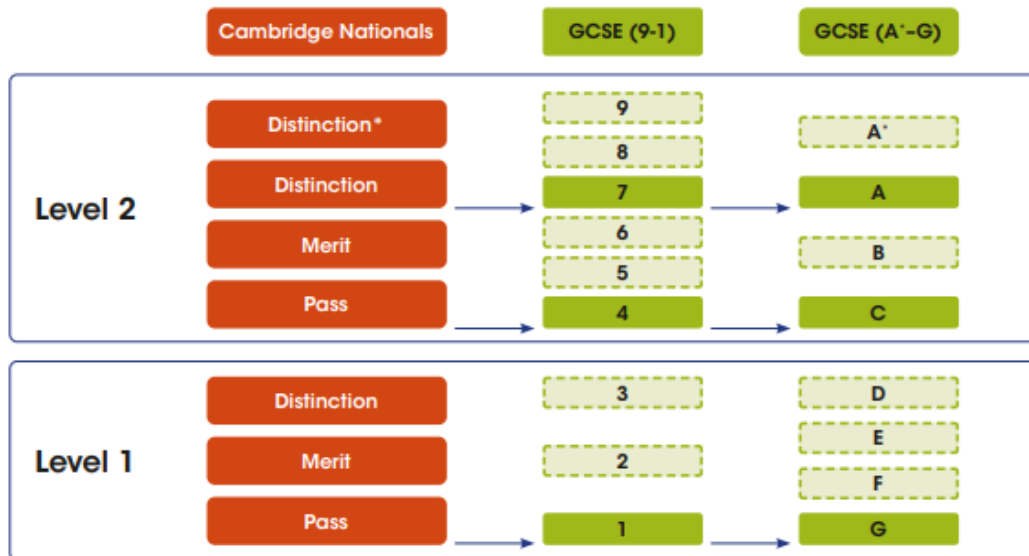 Cambridge Nationals GCSE (9-1) GCSE (A*-G)
Level 2
Distinction*
Distinction
Merit
Pass
9
8
7
6
5
4
A*
A
B
C
Level 1
Distinction
Merit
Pass
3
2
1
D
E
F
G